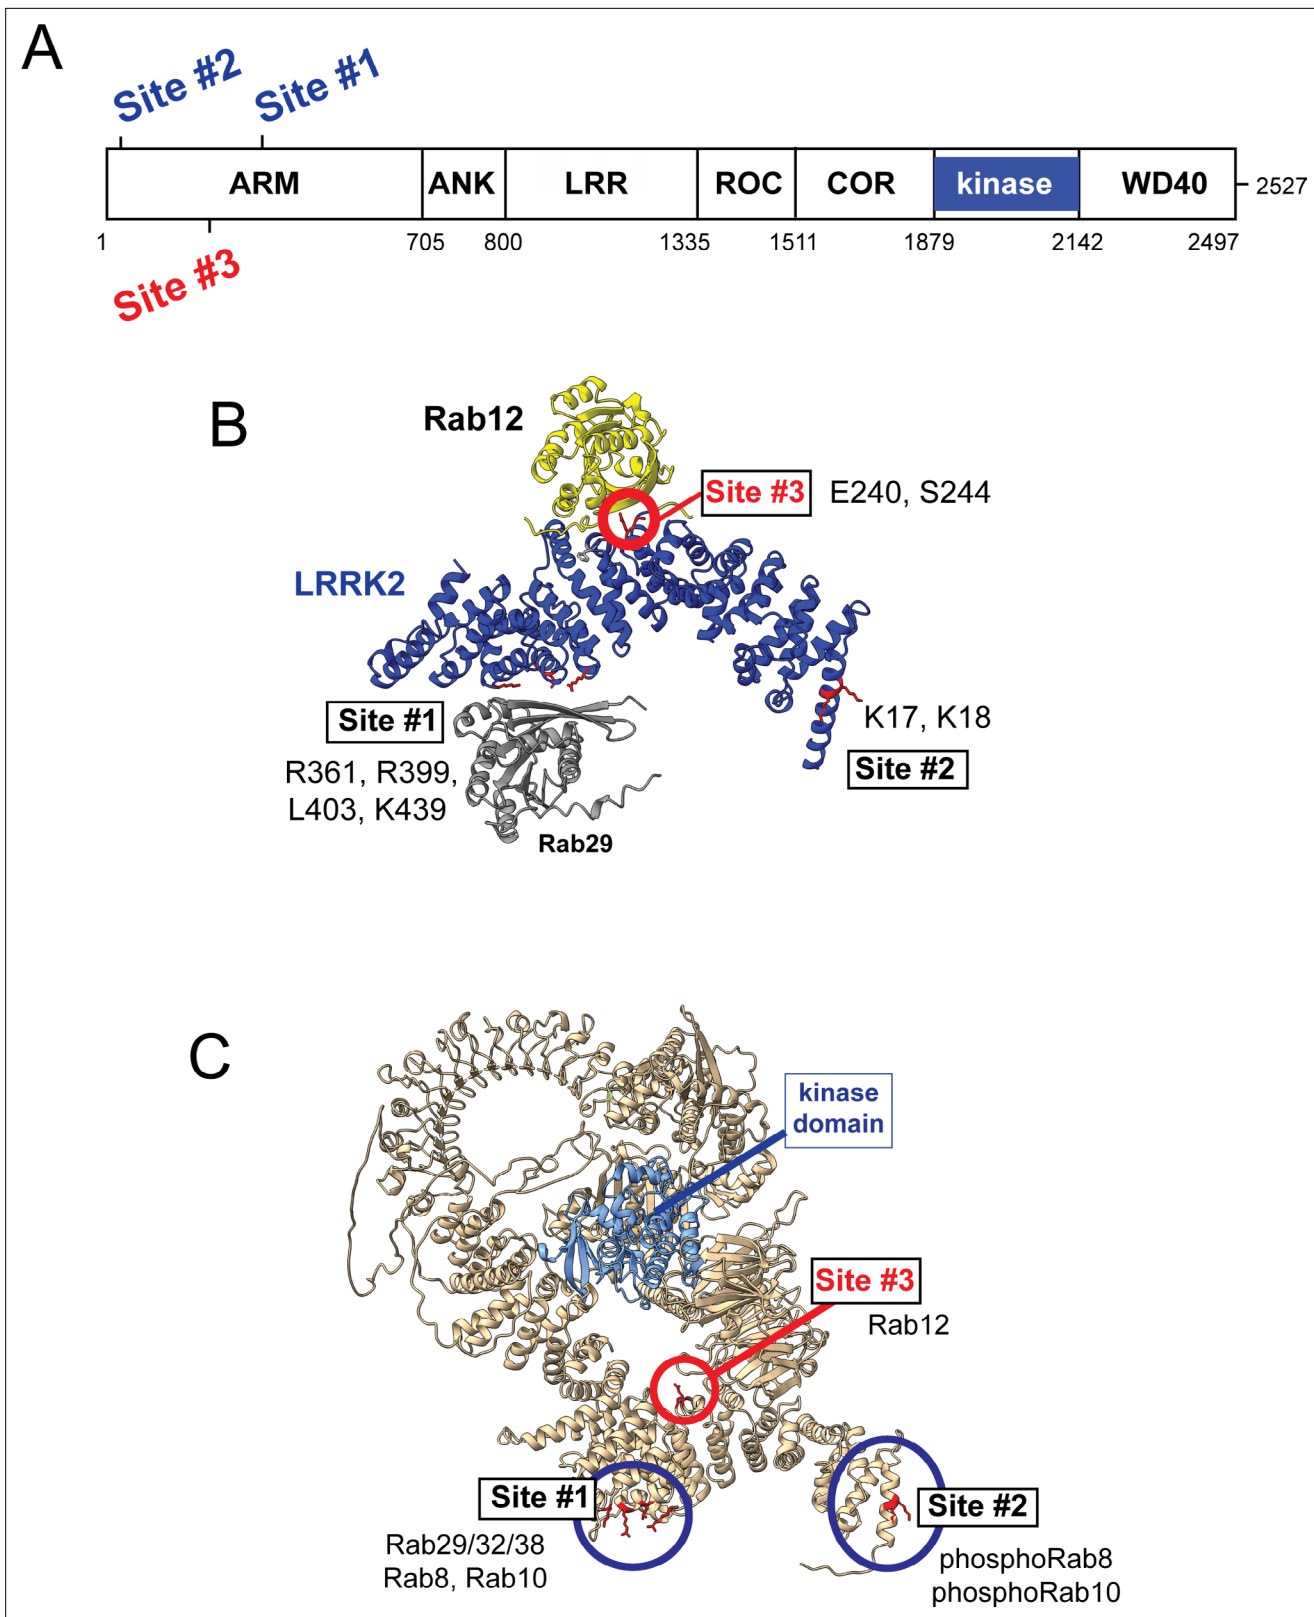 A
Site #2
Site #1
ARM
ANK
LRR
ROC
COR
kinase
WD40
2527
1
705
800
1335
1511
1879
2142
2497
Site #3
B
Rab12
Site #3
E240, S244
LRRK2
Site #1
R361, R399,
L403, K439
K17, K18
Site #2
Rab29
C
kinase
domain
Site #3
Rab12
Site #1
Rab29/32/38
Rab8, Rab10
Site #2
phosphoRab8
phosphoRab10